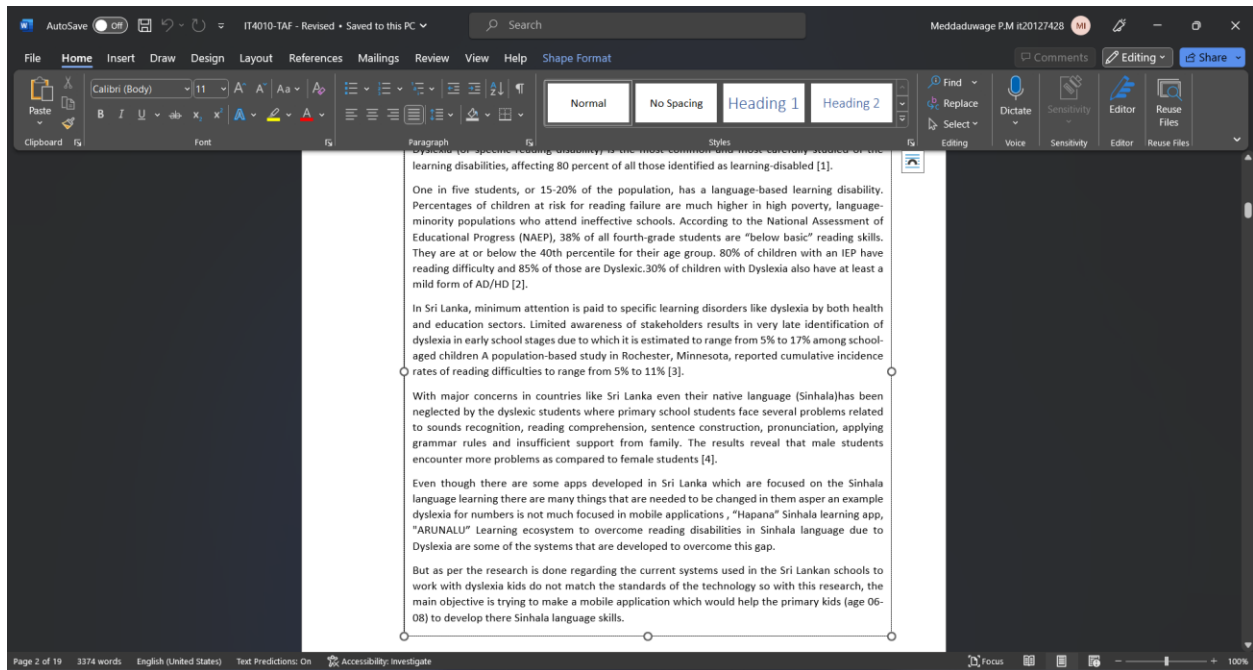 AutoSave Off IT4010-TAF - Revised • Saved to this PC Search Meddaduwage P.M it20127428 MI
File Home Insert Draw Design Layout References Mailings Review View Help Shape Format Comments Editing Share
Paste Calibri (Body) 11 A A Aa A Normal No Spacing Heading 1 Heading 2 Find Replace Select Dictate Sensitivity Editor Reuse Files
B I U ab x x A A
Clipboard Font Paragraph Styles Editing Voice Sensitivity Editor Reuse Files
Dyslexia (or specific reading disability) is the most common and most carefully studied of the
learning disabilities, affecting 80 percent of all those identified as learning-disabled [1].
One in five students, or 15-20% of the population, has a language-based learning disability.
Percentages of children at risk for reading failure are much higher in high poverty, language-
minority populations who attend ineffective schools. According to the National Assessment of
Educational Progress (NAEP), 38% of all fourth-grade students are “below basic” reading skills.
They are at or below the 40th percentile for their age group. 80% of children with an IEP have
reading difficulty and 85% of those are Dyslexic.30% of children with Dyslexia also have at least a
mild form of AD/HD [2].
In Sri Lanka, minimum attention is paid to specific learning disorders like dyslexia by both health
and education sectors. Limited awareness of stakeholders results in very late identification of
dyslexia in early school stages due to which it is estimated to range from 5% to 17% among school-
aged children A population-based study in Rochester, Minnesota, reported cumulative incidence
rates of reading difficulties to range from 5% to 11% [3].
With major concerns in countries like Sri Lanka even their native language (Sinhala)has been
neglected by the dyslexic students where primary school students face several problems related
to sounds recognition, reading comprehension, sentence construction, pronunciation, applying
grammar rules and insufficient support from family. The results reveal that male students
encounter more problems as compared to female students [4].
Even though there are some apps developed in Sri Lanka which are focused on the Sinhala
language learning there are many things that are needed to be changed in them asper an example
dyslexia for numbers is not much focused in mobile applications , “Hapana” Sinhala learning app,
"ARUNALU" Learning ecosystem to overcome reading disabilities in Sinhala language due to
Dyslexia are some of the systems that are developed to overcome this gap.
But as per the research is done regarding the current systems used in the Sri Lankan schools to
work with dyslexia kids do not match the standards of the technology so with this research, the
main objective is trying to make a mobile application which would help the primary kids (age 06-
08) to develop there Sinhala language skills.
Page 2 of 19 3374 words English (United States) Text Predictions: On Accessibility: Investigate Focus 100%